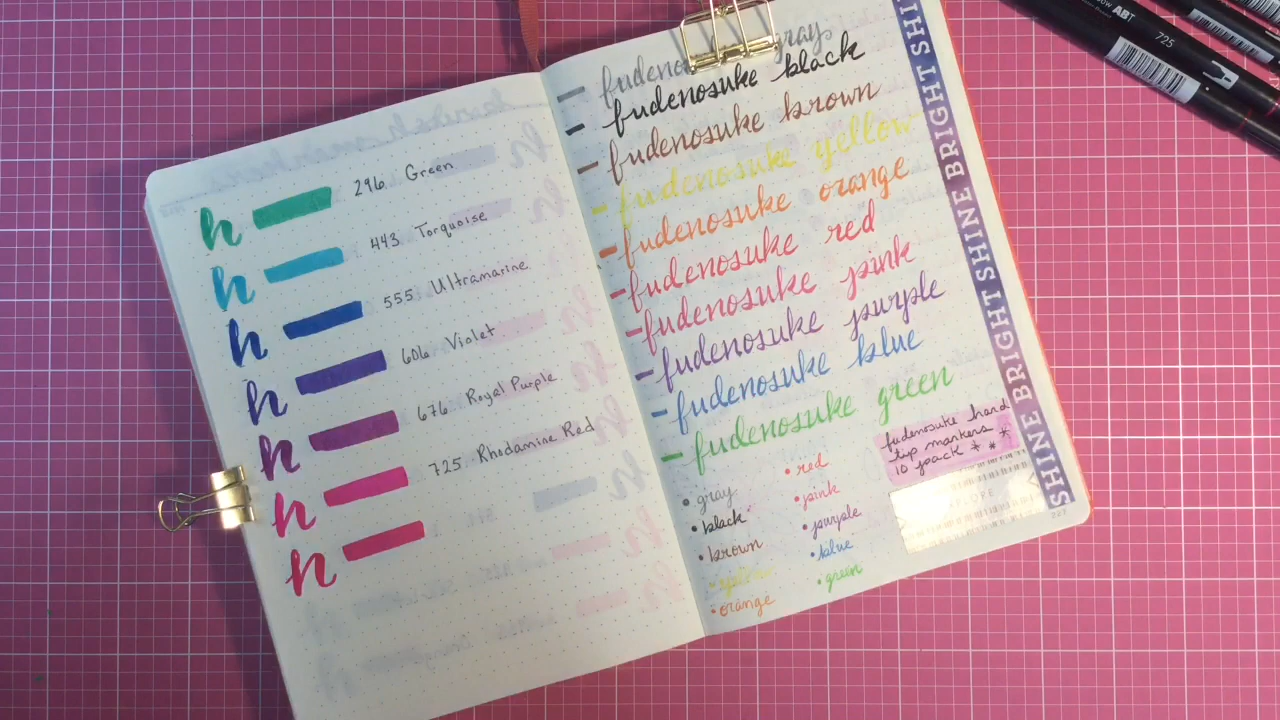 h 296 Green
h 443 Torquoise
h 555 Ultramarine
h 606 Violet
h 676 Royal Purple
h 725 Rhodamine Red
h
fudenosuke gray
fudenosuke black
fudenosuke brown
fudenosuke yellow
fudenosuke orange
fudenosuke red
fudenosuke pink
fudenosuke purple
fudenosuke blue
fudenosuke green
• gray
• black
• brown
• yellow
• orange
• red
• pink
• purple
• blue
• green
fudenosuke hard
tip markers
10 pack * * *
SHINE BRIGHT SHINE BRIGHT SHI
227
ABT
725